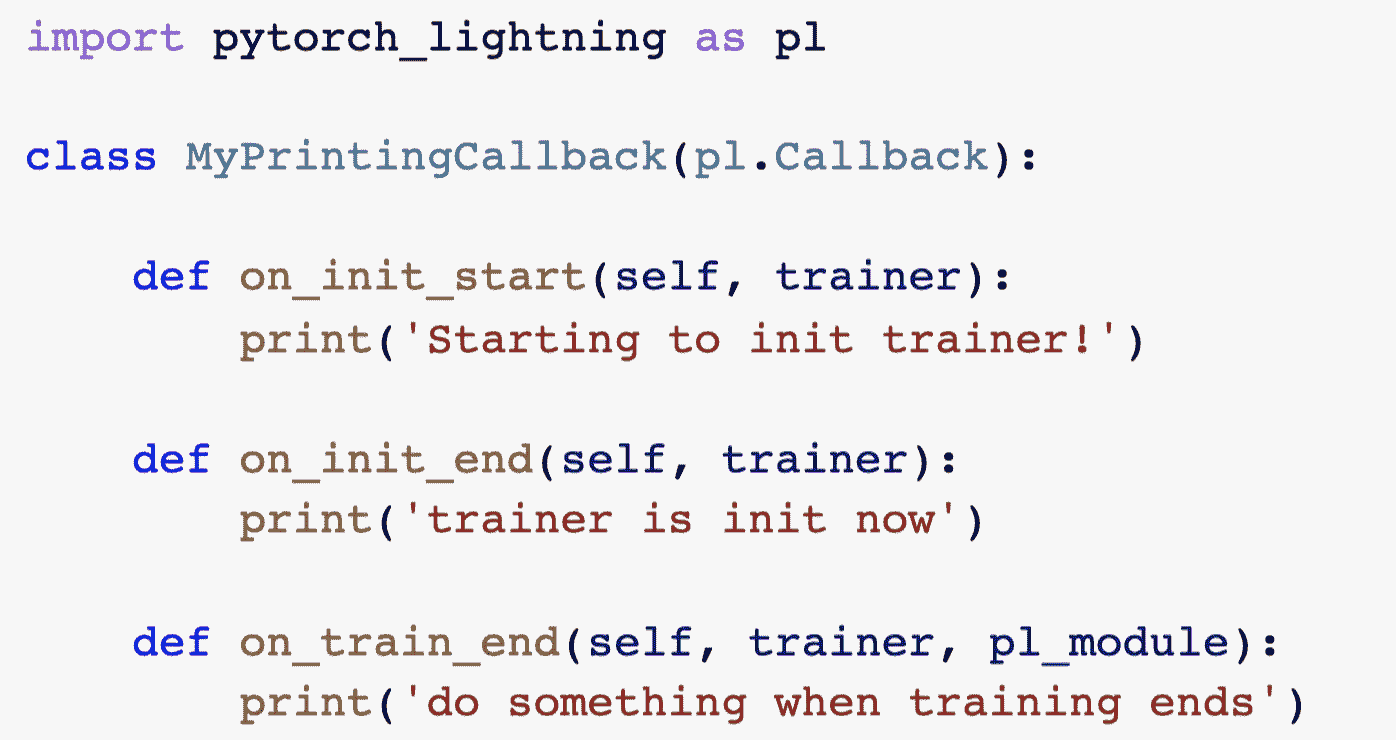 import pytorch_lightning as pl
class MyPrintingCallback(pl.Callback):
def on_init_start(self, trainer):
print('Starting to init trainer!')
def on_init_end(self, trainer):
print('trainer is init now')
def on_train_end(self, trainer, pl_module):
print('do something when training ends')